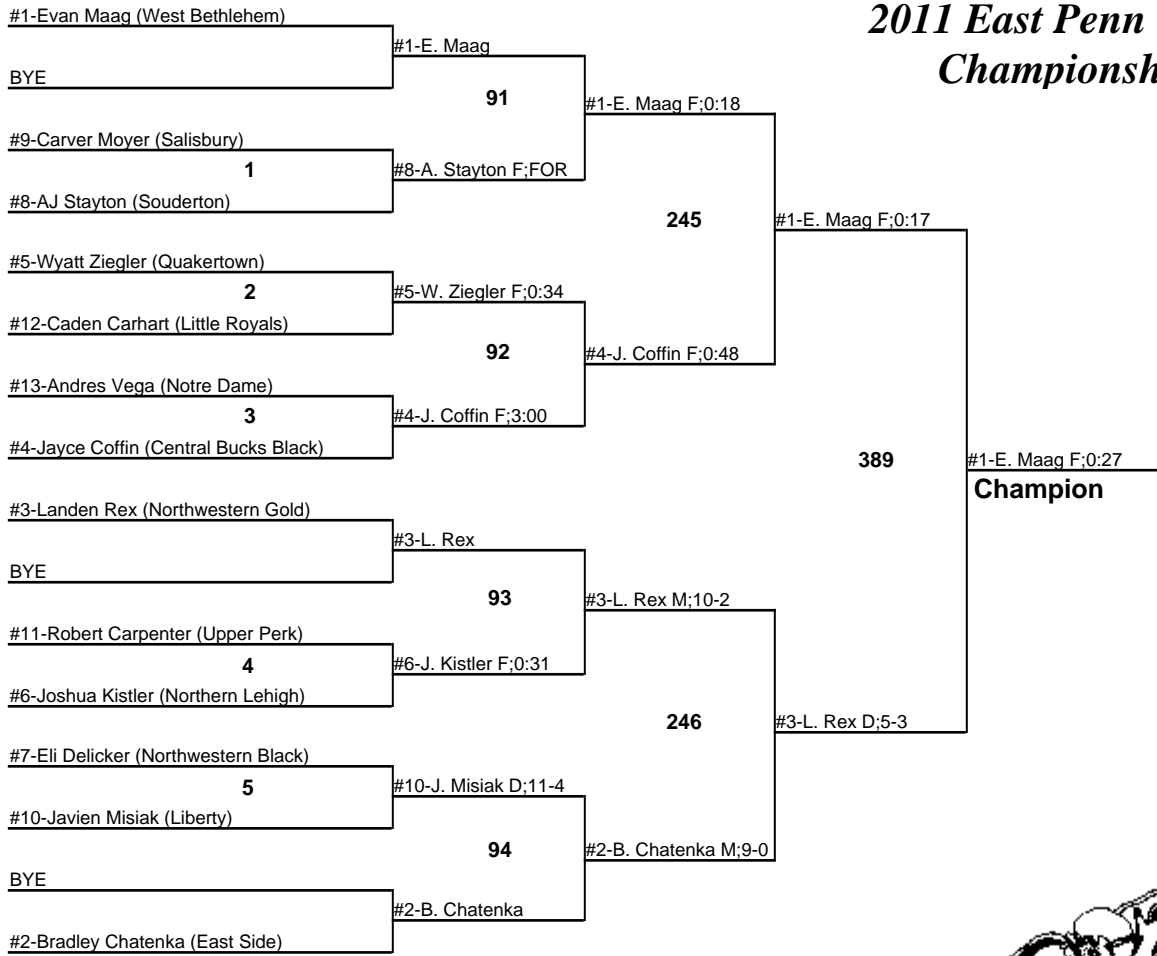 2011 East Penn
Championsh
#1-Evan Maag (West Bethlehem)
BYE
#9-Carver Moyer (Salisbury)
1
#8-AJ Stayton (Souderton)
#5-Wyatt Ziegler (Quakertown)
2
#12-Caden Carhart (Little Royals)
#13-Andres Vega (Notre Dame)
3
#4-Jayce Coffin (Central Bucks Black)
#3-Landen Rex (Northwestern Gold)
BYE
#11-Robert Carpenter (Upper Perk)
4
#6-Joshua Kistler (Northern Lehigh)
#7-Eli Delicker (Northwestern Black)
5
#10-Javien Misiak (Liberty)
BYE
#2-Bradley Chatenka (East Side)
#1-E. Maag
91
#8-A. Stayton F;FOR
#5-W. Ziegler F;0:34
92
#4-J. Coffin F;3:00
#3-L. Rex
93
#6-J. Kistler F;0:31
#10-J. Misiak D;11-4
94
#2-B. Chatenka
#1-E. Maag F;0:18
245
#4-J. Coffin F;0:48
#3-L. Rex M;10-2
246
#2-B. Chatenka M;9-0
#1-E. Maag F;0:17
389
#3-L. Rex D;5-3
#1-E. Maag F;0:27
Champion